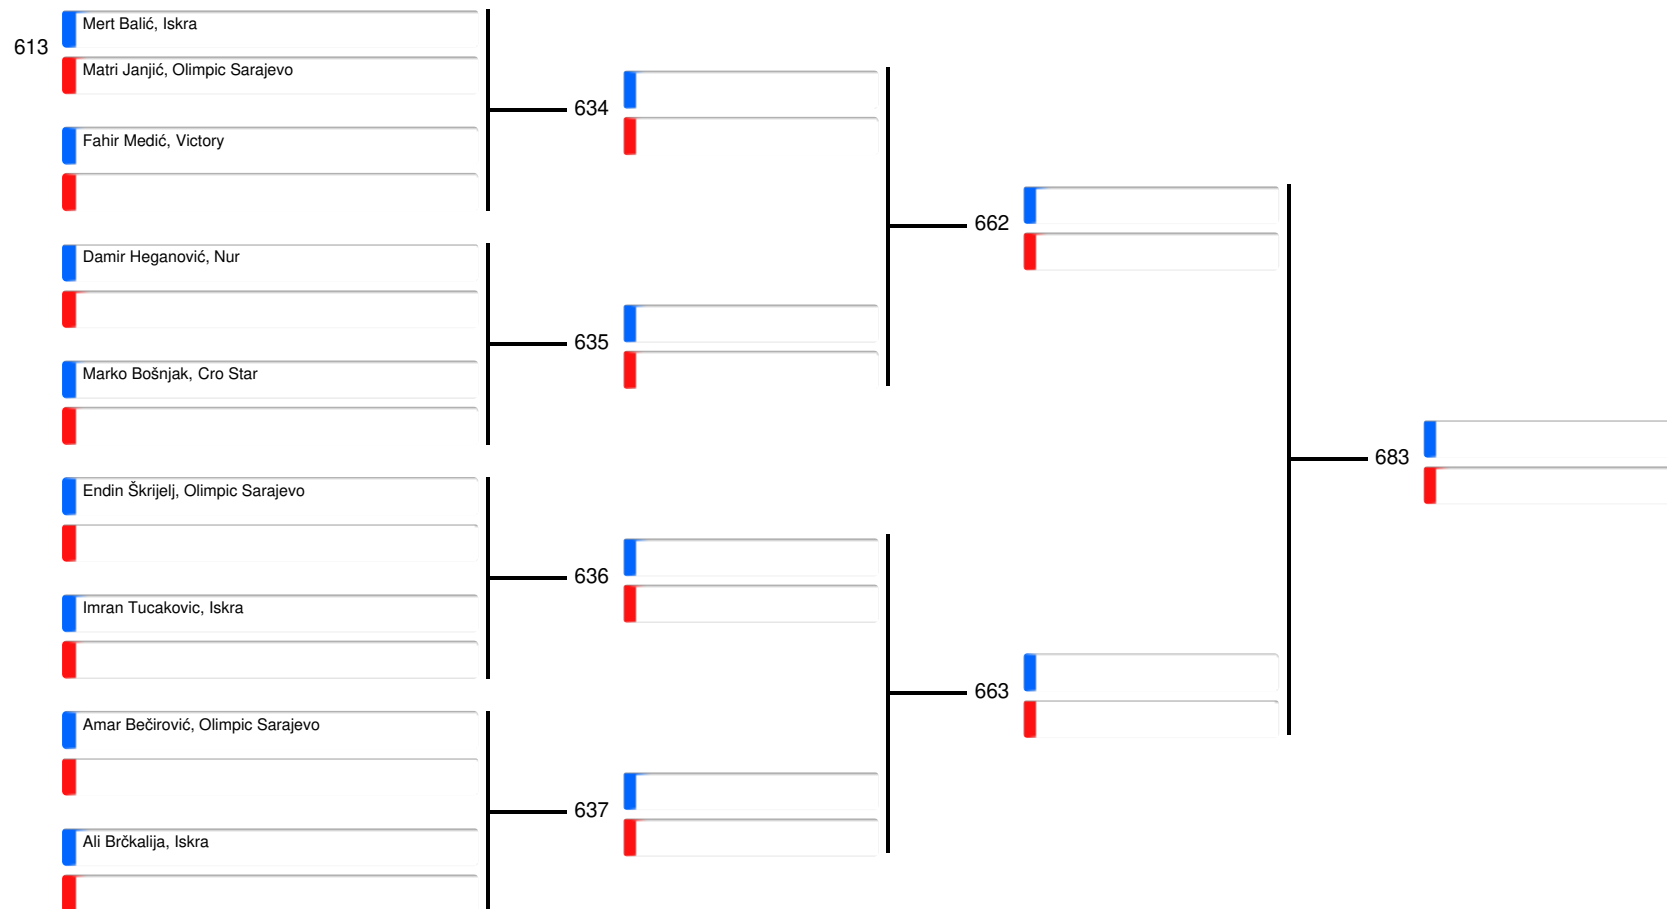 613
Mert Balić, Iskra
Matri Janjić, Olimpic Sarajevo
Fahir Medić, Victory
Damir Heganović, Nur
Marko Bošnjak, Cro Star
Endin Škrijelj, Olimpic Sarajevo
Imran Tucakovic, Iskra
Amar Bečirović, Olimpic Sarajevo
Ali Brčkalija, Iskra
634
635
636
637
662
663
683